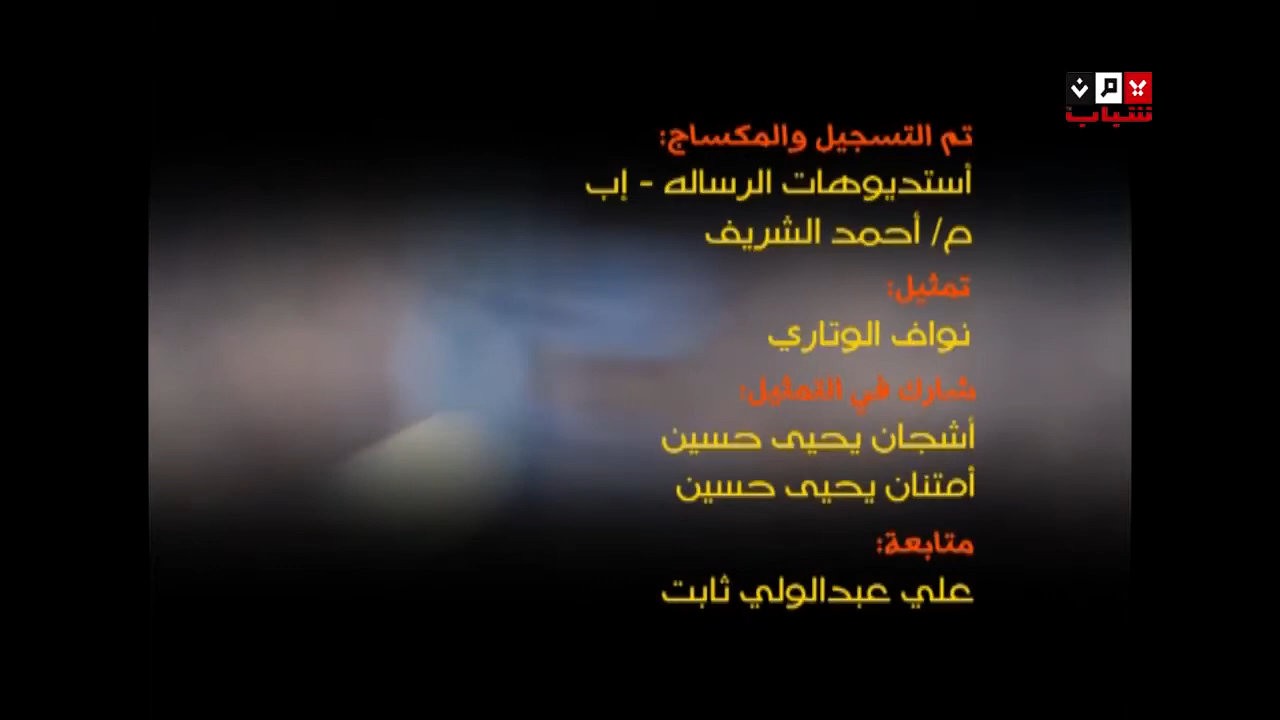 يمن
شباب
تم التسجيل والمكساج:
أستديوهات الرساله - إب
م/ أحمد الشريف
تمثيل:
نواف الوتاري
شارك في التمثيل:
أشجان يحيى حسين
أمتنان يحيى حسين
متابعة:
علي عبدالولي ثابت